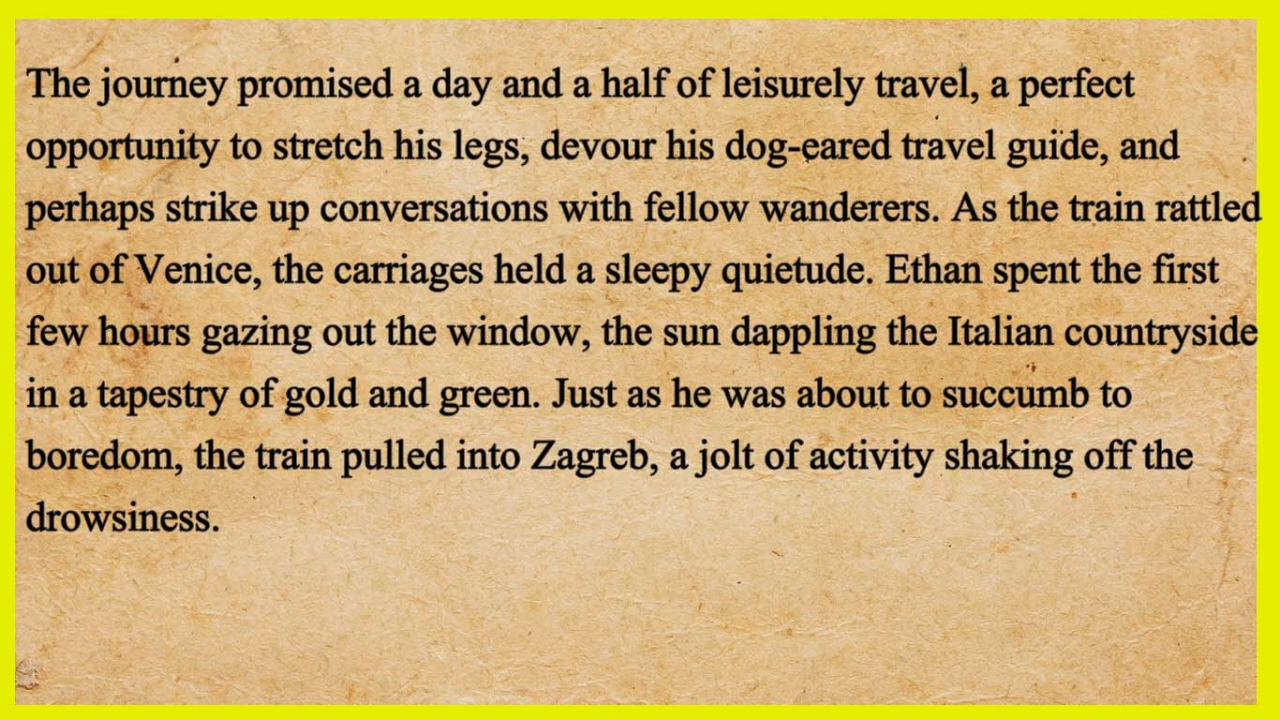 The journey promised a day and a half of leisurely travel, a perfect
opportunity to stretch his legs, devour his dog-eared travel guide, and
perhaps strike up conversations with fellow wanderers. As the train rattled
out of Venice, the carriages held a sleepy quietude. Ethan spent the first
few hours gazing out the window, the sun dappling the Italian countryside
in a tapestry of gold and green. Just as he was about to succumb to
boredom, the train pulled into Zagreb, a jolt of activity shaking off the
drowsiness.